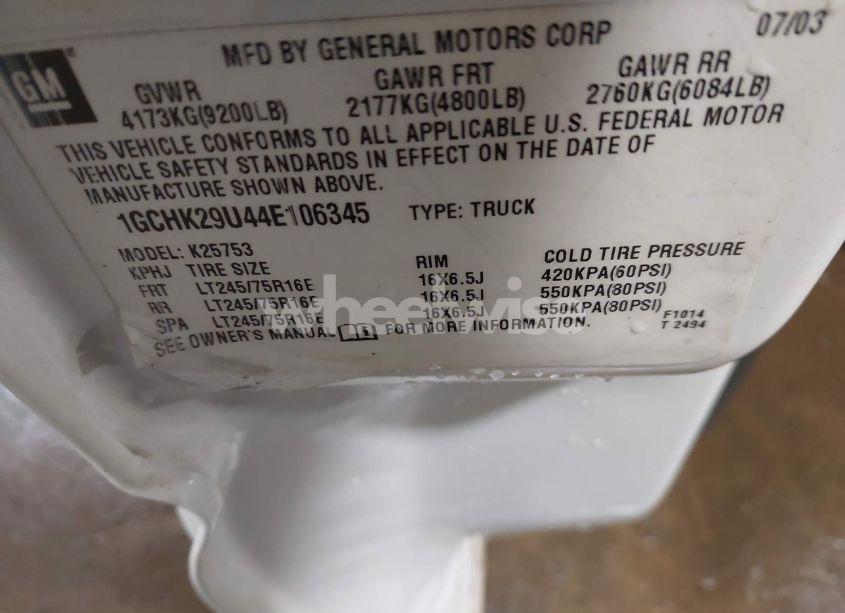 GM
MFD BY GENERAL MOTORS CORP 07/03
GVWR GAWR FRT GAWR RR
4173KG(9200LB) 2177KG(4800LB) 2760KG(6084LB)
THIS VEHICLE CONFORMS TO ALL APPLICABLE U.S. FEDERAL MOTOR
VEHICLE SAFETY STANDARDS IN EFFECT ON THE DATE OF
MANUFACTURE SHOWN ABOVE.
1GCHK29U44E106345 TYPE: TRUCK
MODEL: K25753
KPHJ TIRE SIZE RIM COLD TIRE PRESSURE
FRT LT245/75R16E 16X6.5J 420KPA(60PSI)
RR LT245/75R16E 16X6.5J 550KPA(80PSI)
SPA LT245/75R16E 16X6.5J 550KPA(80PSI)
SEE OWNER'S MANUAL FOR MORE INFORMATION.
F1014
T 2494